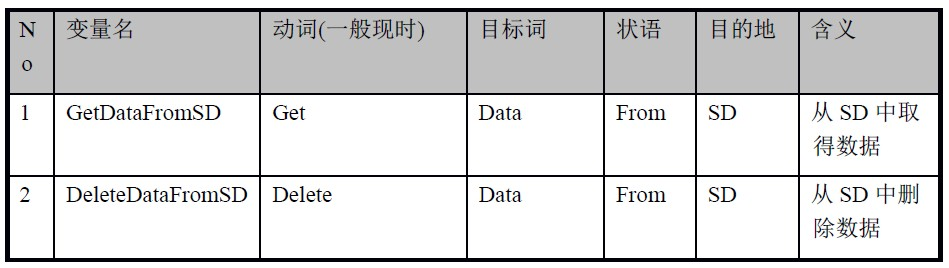 No 变量名 动词(一般现时) 目标词 状语 目的地 含义
1 GetDataFromSD Get Data From SD 从 SD 中取得数据
2 DeleteDataFromSD Delete Data From SD 从 SD 中删除数据